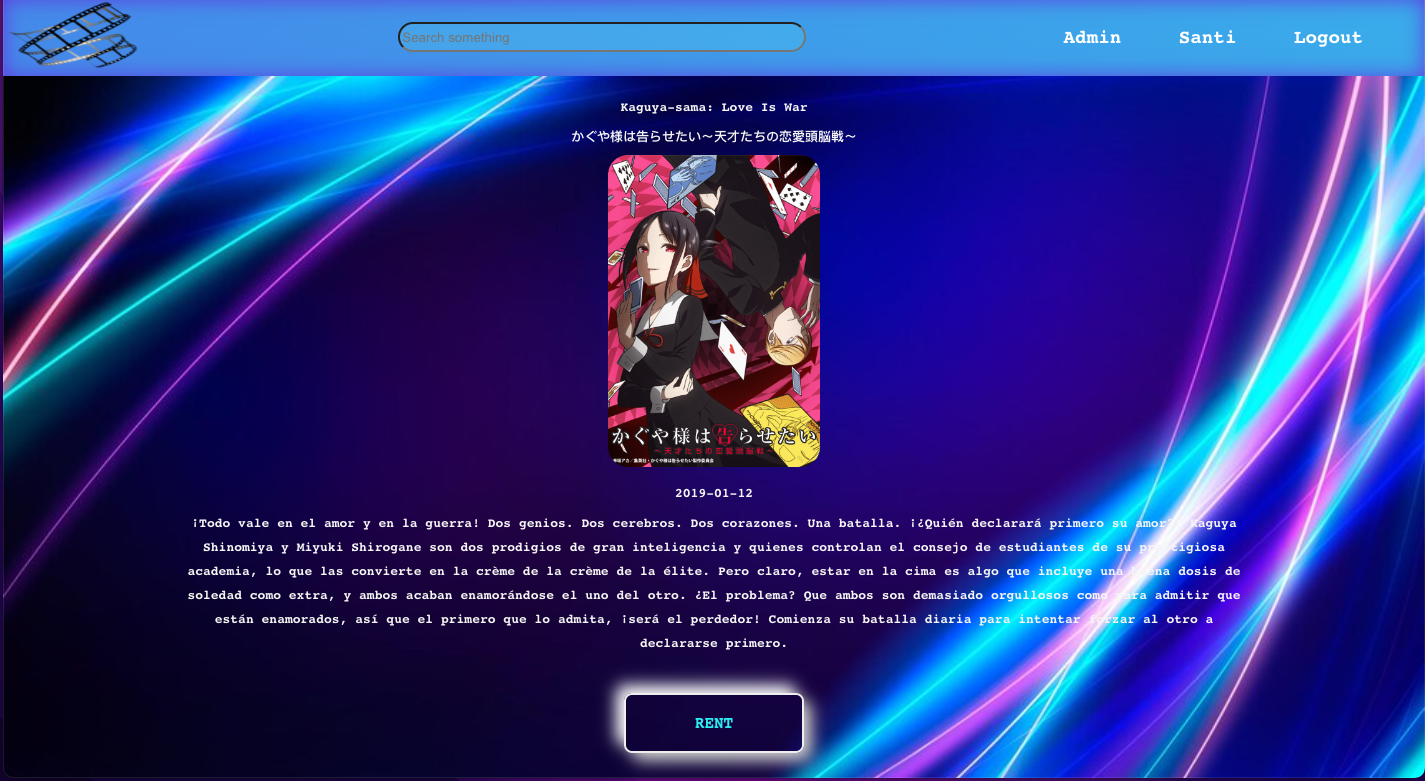 Search something
Admin
Santi
Logout
Kaguya-sama: Love Is War
かぐや様は告らせたい～天才たちの恋愛頭脳戦～
かぐや様は告らせたい
～天才たちの恋愛頭脳戦～
2019-01-12
¡Todo vale en el amor y en la guerra! Dos genios. Dos cerebros. Dos corazones. Una batalla. ¡¿Quién declarará primero su amor?! Kaguya
Shinomiya y Miyuki Shirogane son dos prodigios de gran inteligencia y quienes controlan el consejo de estudiantes de su prestigiosa
academia, lo que las convierte en la crème de la crème de la élite. Pero claro, estar en la cima es algo que incluye una buena dosis de
soledad como extra, y ambos acaban enamorándose el uno del otro. ¿El problema? Que ambos son demasiado orgullosos como para admitir que
están enamorados, así que el primero que lo admita, ¡será el perdedor! Comienza su batalla diaria para intentar forzar al otro a
declararse primero.
RENT